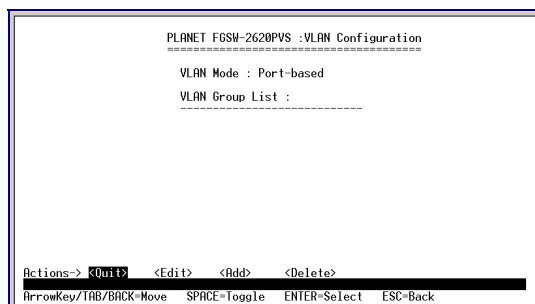 PLANET FGSW-2620PVS :VLAN Configuration
=======================================
VLAN Mode : Port-based
VLAN Group List :
----------------------------
Actions-> <Quit> <Edit> <Add> <Delete>
ArrowKey/TAB/BACK=Move SPACE=Toggle ENTER=Select ESC=Back